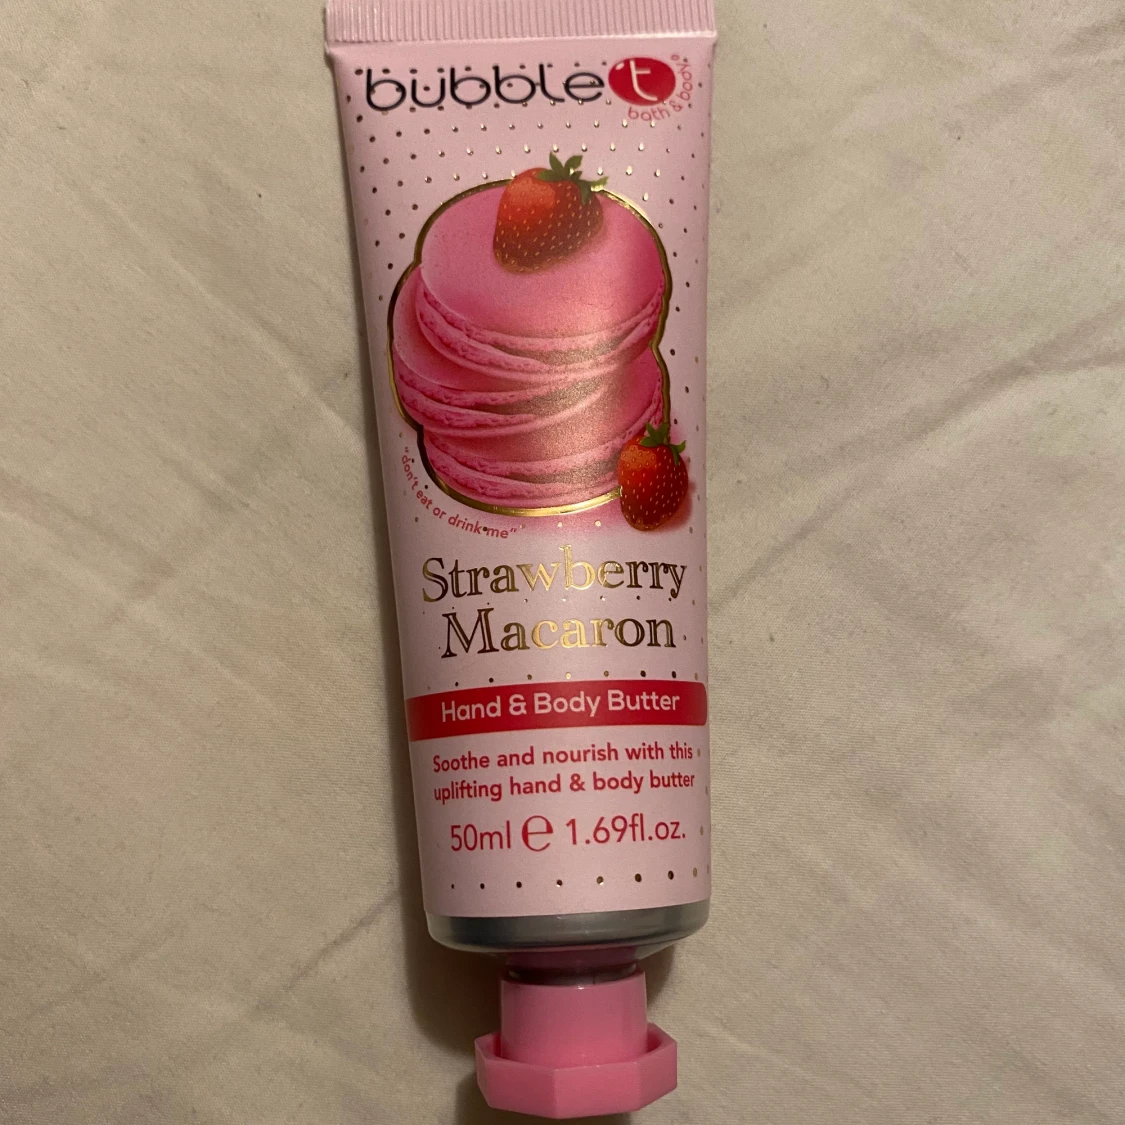 bubble t
bath & body
"don't eat or drink me"
Strawberry
Macaron
Hand & Body Butter
Soothe and nourish with this
uplifting hand & body butter
50ml e 1.69fl.oz.